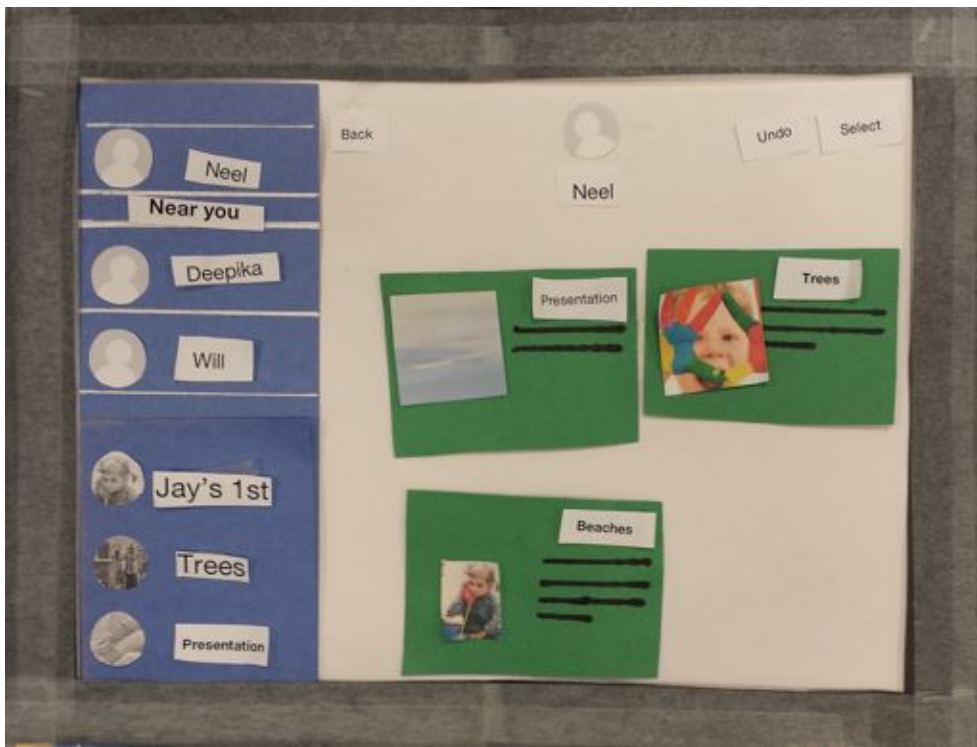 Neel
Near you
Deepika
Will
Jay's 1st
Trees
Presentation
Back
Undo
Select
Neel
Presentation
Trees
Beaches